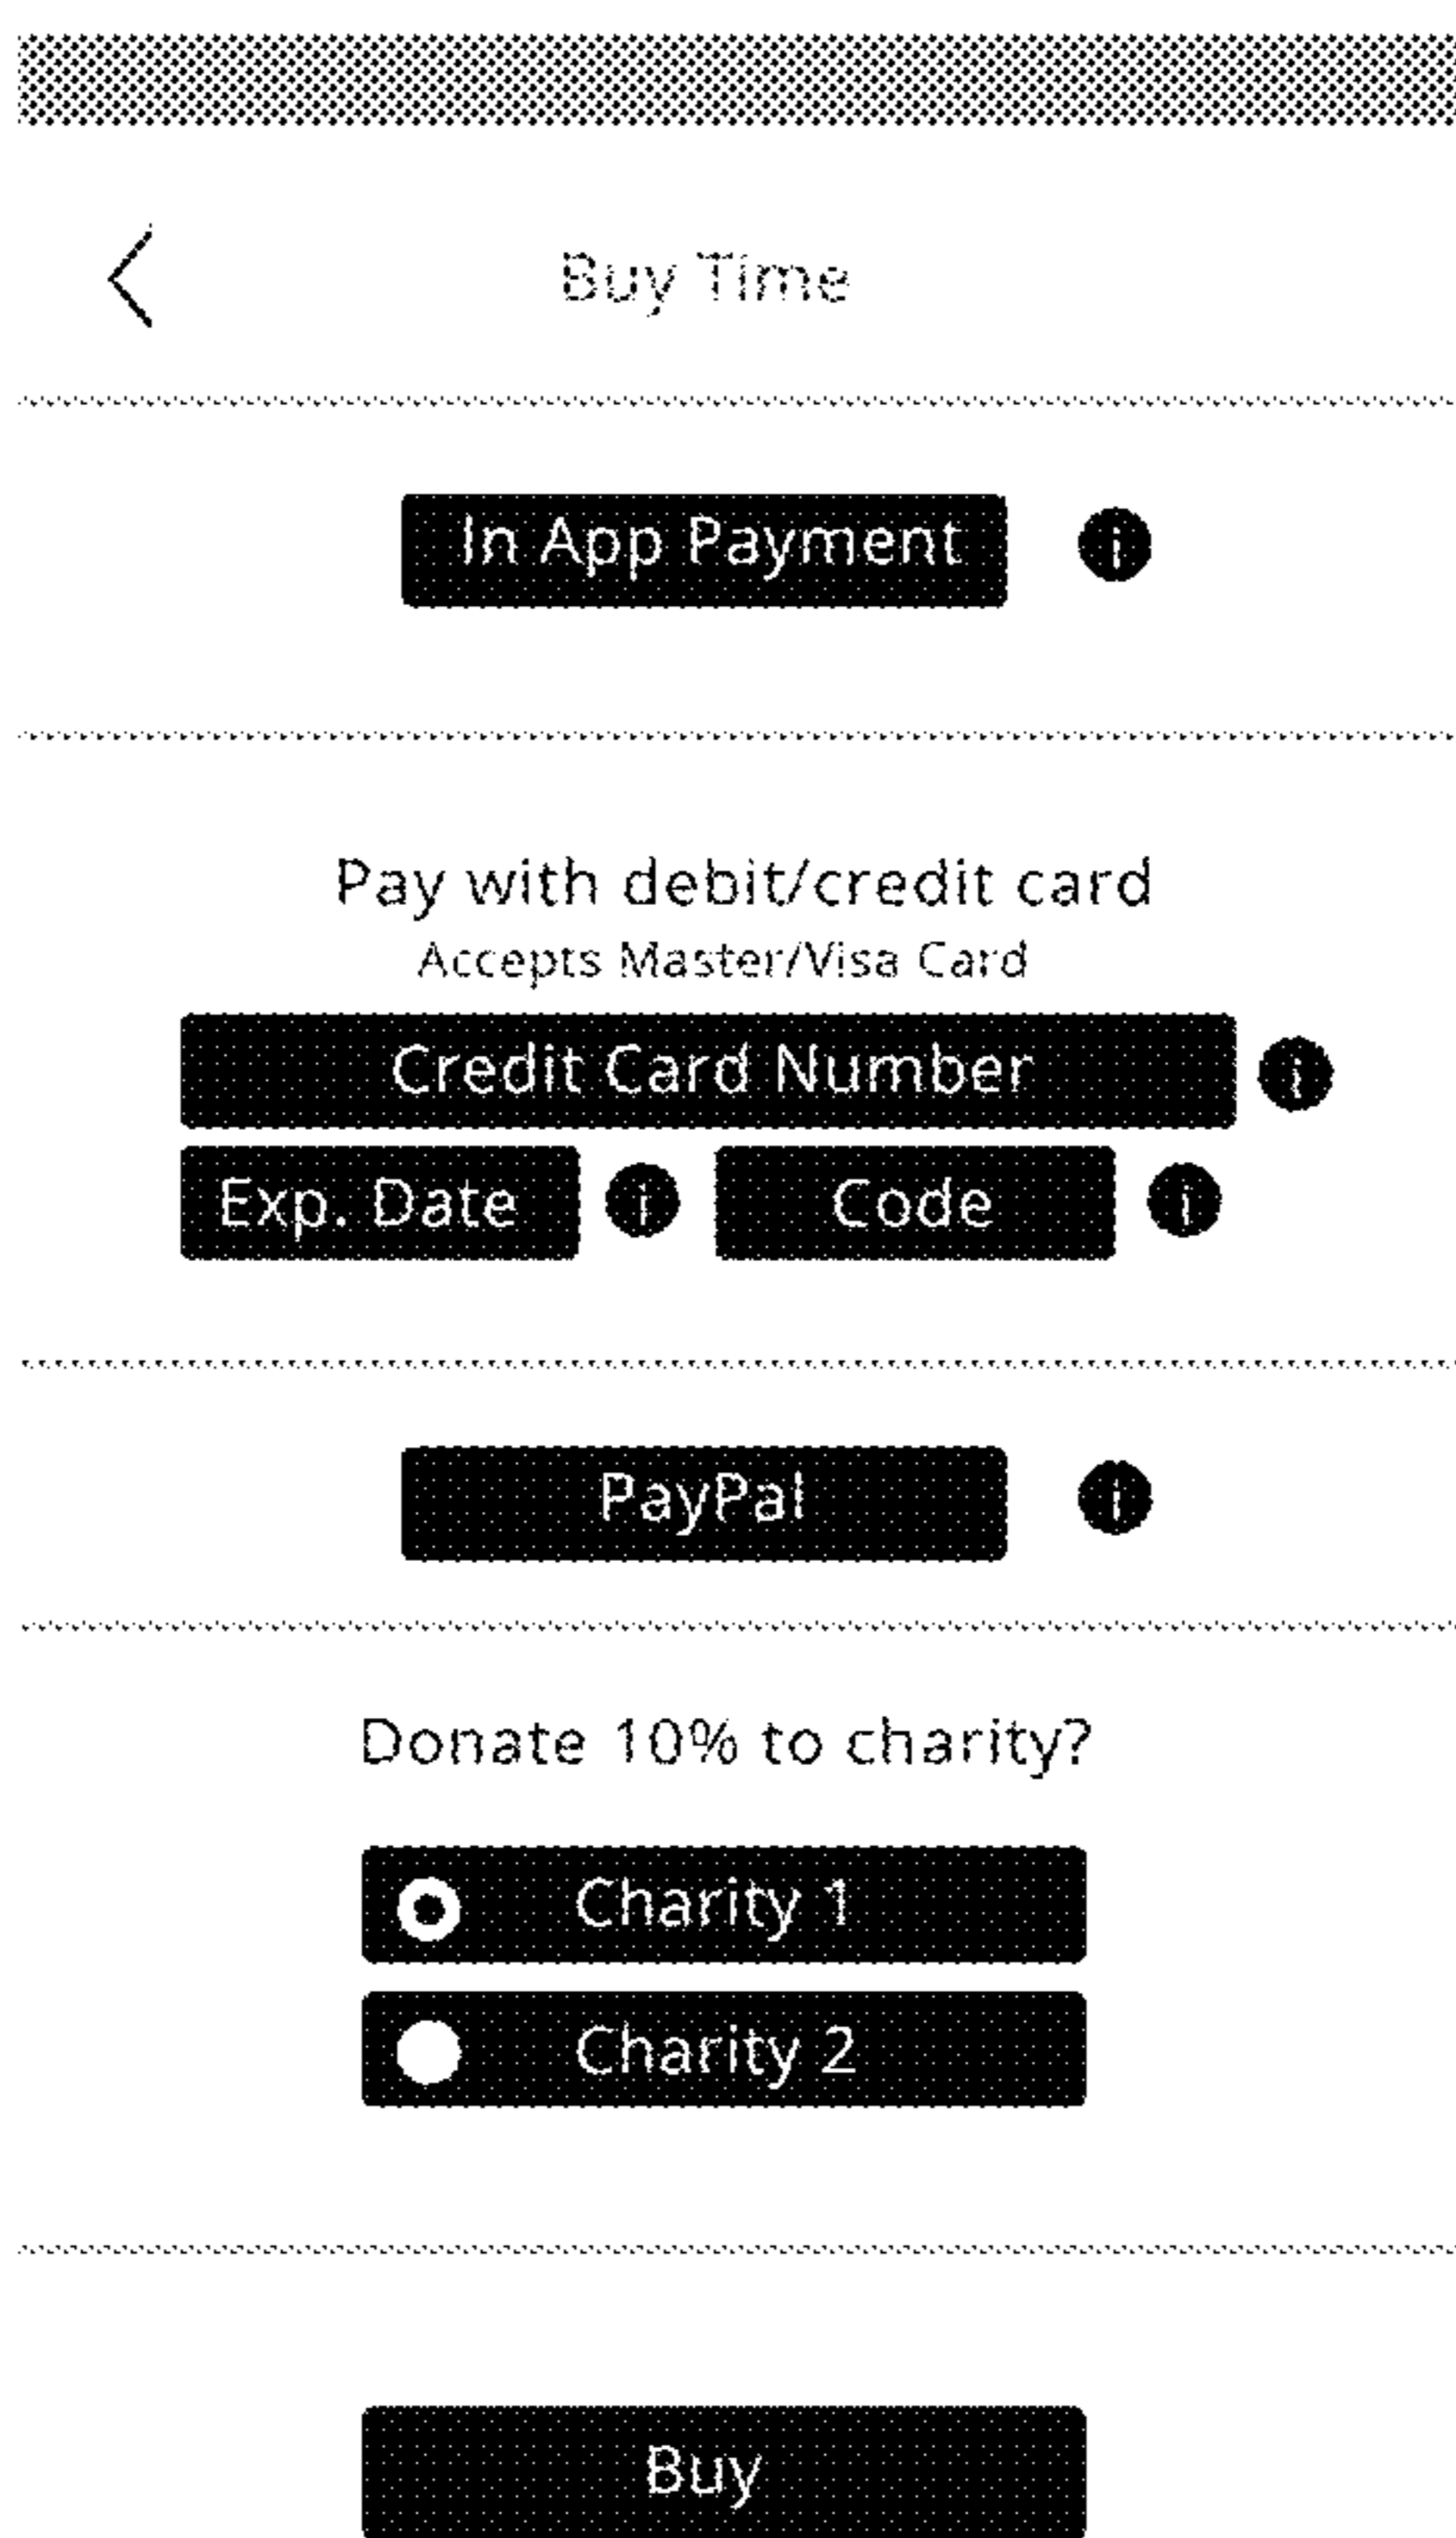 Buy Time
In App Payment i
Pay with debit/credit card
Accepts Master/Visa Card
Credit Card Number i
Exp. Date i Code i
PayPal i
Donate 10% to charity?
Charity 1
Charity 2
Buy